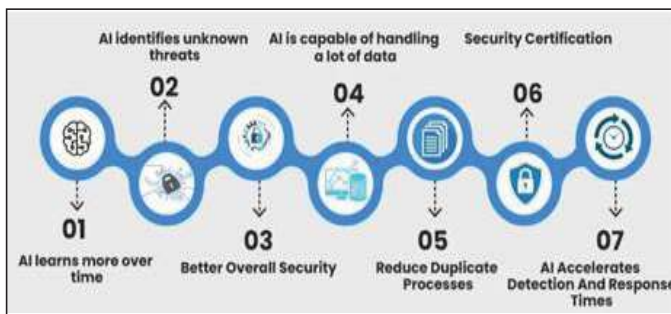 AI identifies unknown
threats
02
AI is capable of handling
a lot of data
04
Security Certification
06
01
AI learns more over
time
03
Better Overall Security
05
Reduce Duplicate
Processes
07
AI Accelerates
Detection And Response
Times